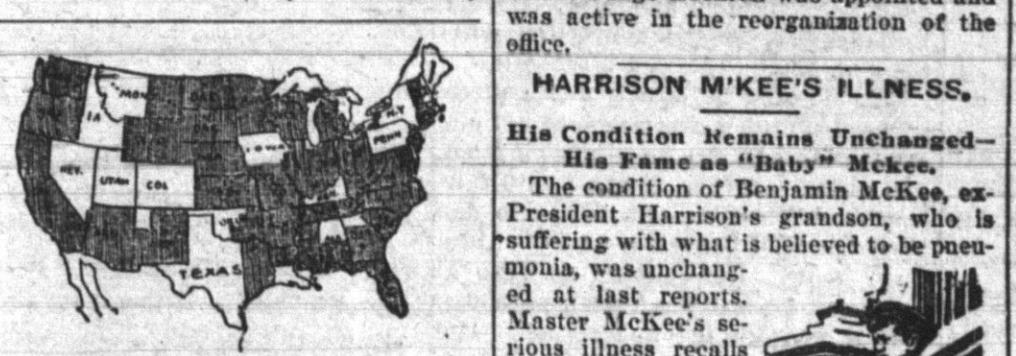 MON
IA
N.Y
PENN
IOWA
NEV.
UTAH
COL
TEXAS
was active in the reorganization of the
office.
HARRISON M'KEE'S ILLNESS.
His Condition Remains Unchanged—
His Fame as "Baby" Mckee.
The condition of Benjamin McKee, ex-
President Harrison's grandson, who is
suffering with what is believed to be pneu-
monia, was unchang-
ed at last reports.
Master McKee's se-
rious illness recalls